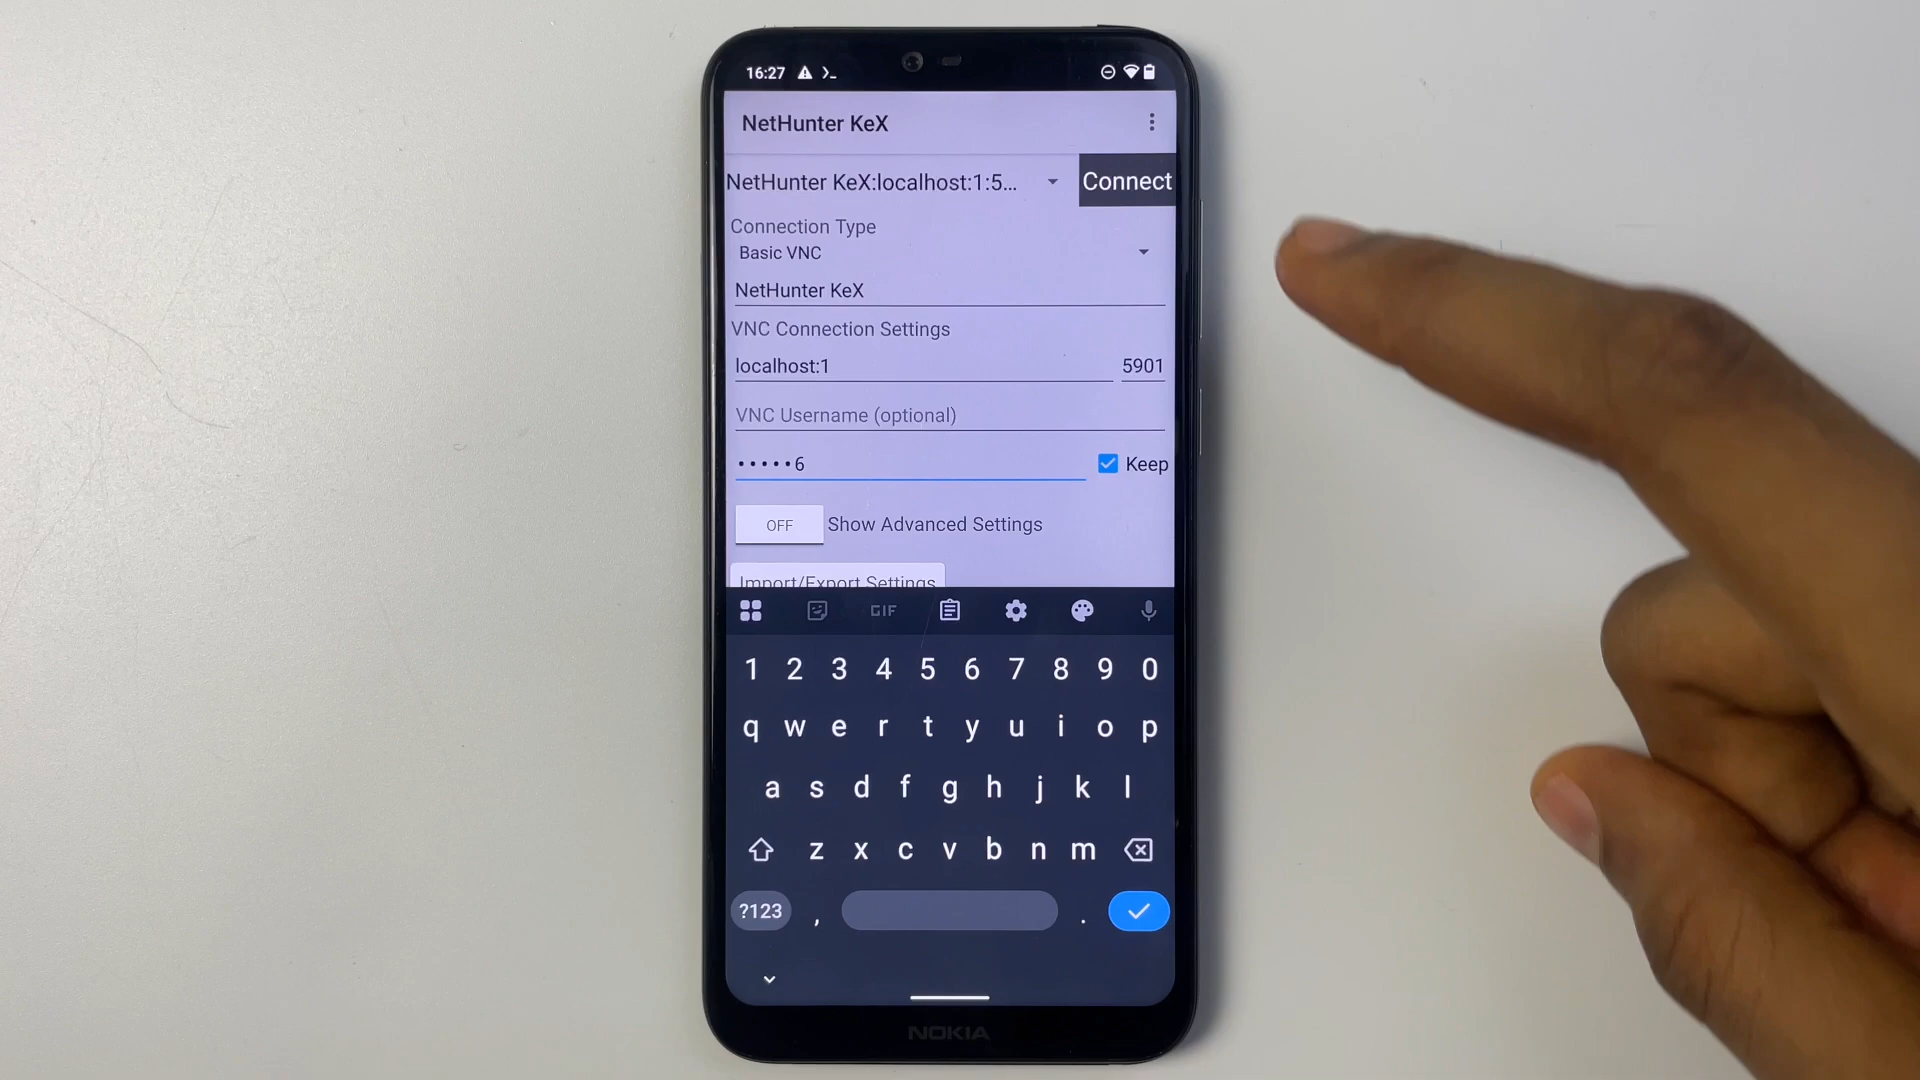 16:27
NetHunter KeX
NetHunter KeX:localhost:1:5... Connect
Connection Type
Basic VNC
NetHunter KeX
VNC Connection Settings
localhost:1 5901
VNC Username (optional)
•••••6 Keep
OFF Show Advanced Settings
Import/Export Settings
GIF
1 2 3 4 5 6 7 8 9 0
q w e r t y u i o p
a s d f g h j k l
z x c v b n m
?123 , .
NOKIA